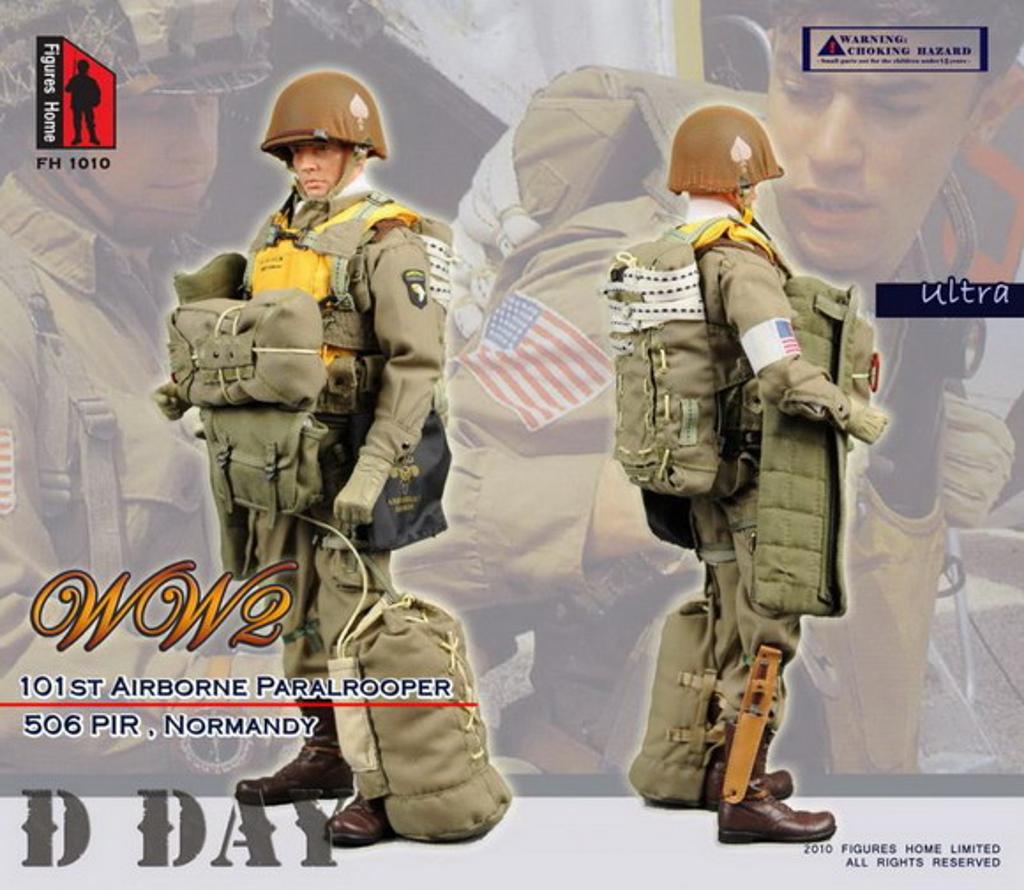 Figures Home
FH 1010
WARNING:
CHOKING HAZARD
Ultra
WW2
101ST AIRBORNE PARALROOPER
506 PIR , NORMANDY
D DAY
2010 FIGURES HOME LIMITED
ALL RIGHTS RESERVED